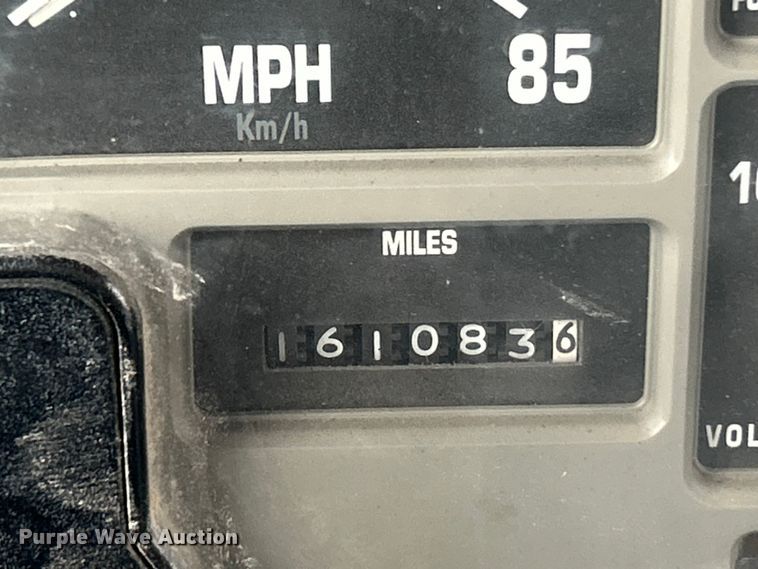 MPH
85
Km/h
MILES
1610836
VOL
Purple Wave Auction